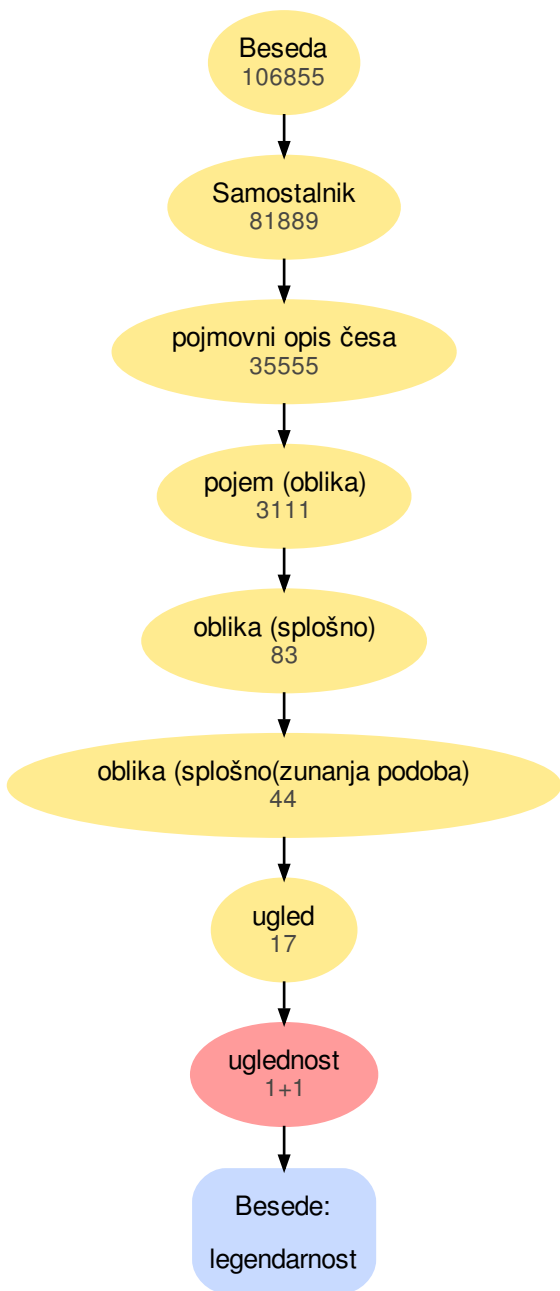 Beseda
106855
Samostalnik
81889
pojmovni opis česa
35555
pojem (oblika)
3111
oblika (splošno)
83
oblika (splošno(zunanja podoba)
44
ugled
17
uglednost
1+1
Besede:
legendarnost